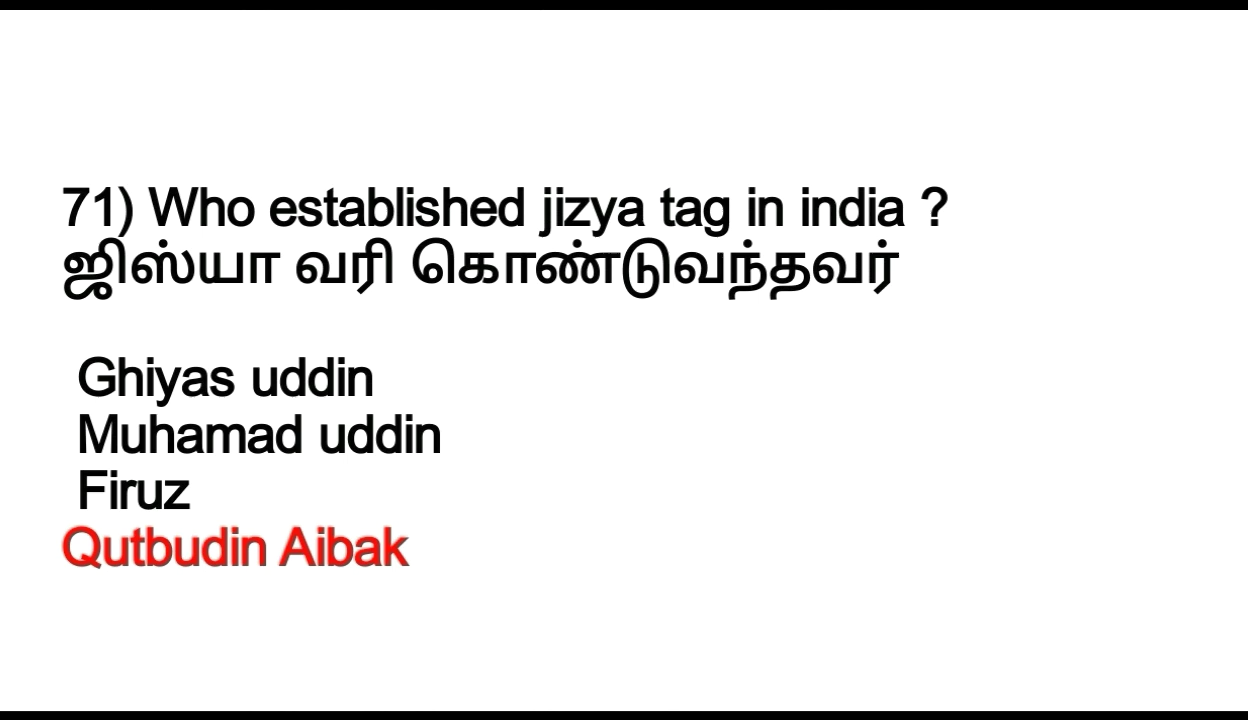 71) Who established jizya tag in india ?
ஜிஸ்யா வரி கொண்டுவந்தவர்
Ghiyas uddin
Muhamad uddin
Firuz
Qutbudin Aibak